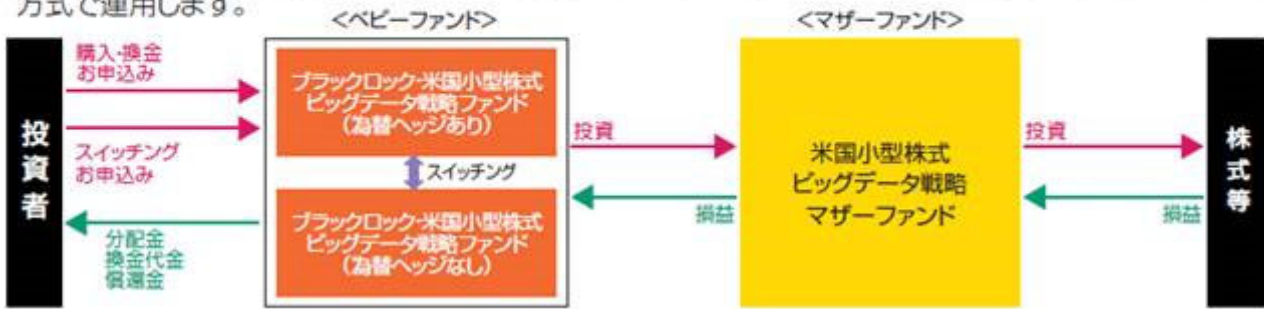 方式で運用します。
<ベビーファンド>
<マザーファンド>
購入・換金
お申込み
投資者
スイッチング
お申込み
分配金
換金代金
償還金
ブラックロック・米国小型株式
ビッグデータ戦略ファンド
(為替ヘッジあり)
スイッチング
ブラックロック・米国小型株式
ビッグデータ戦略ファンド
(為替ヘッジなし)
投資
損益
米国小型株式
ビッグデータ戦略
マザーファンド
投資
損益
株式等